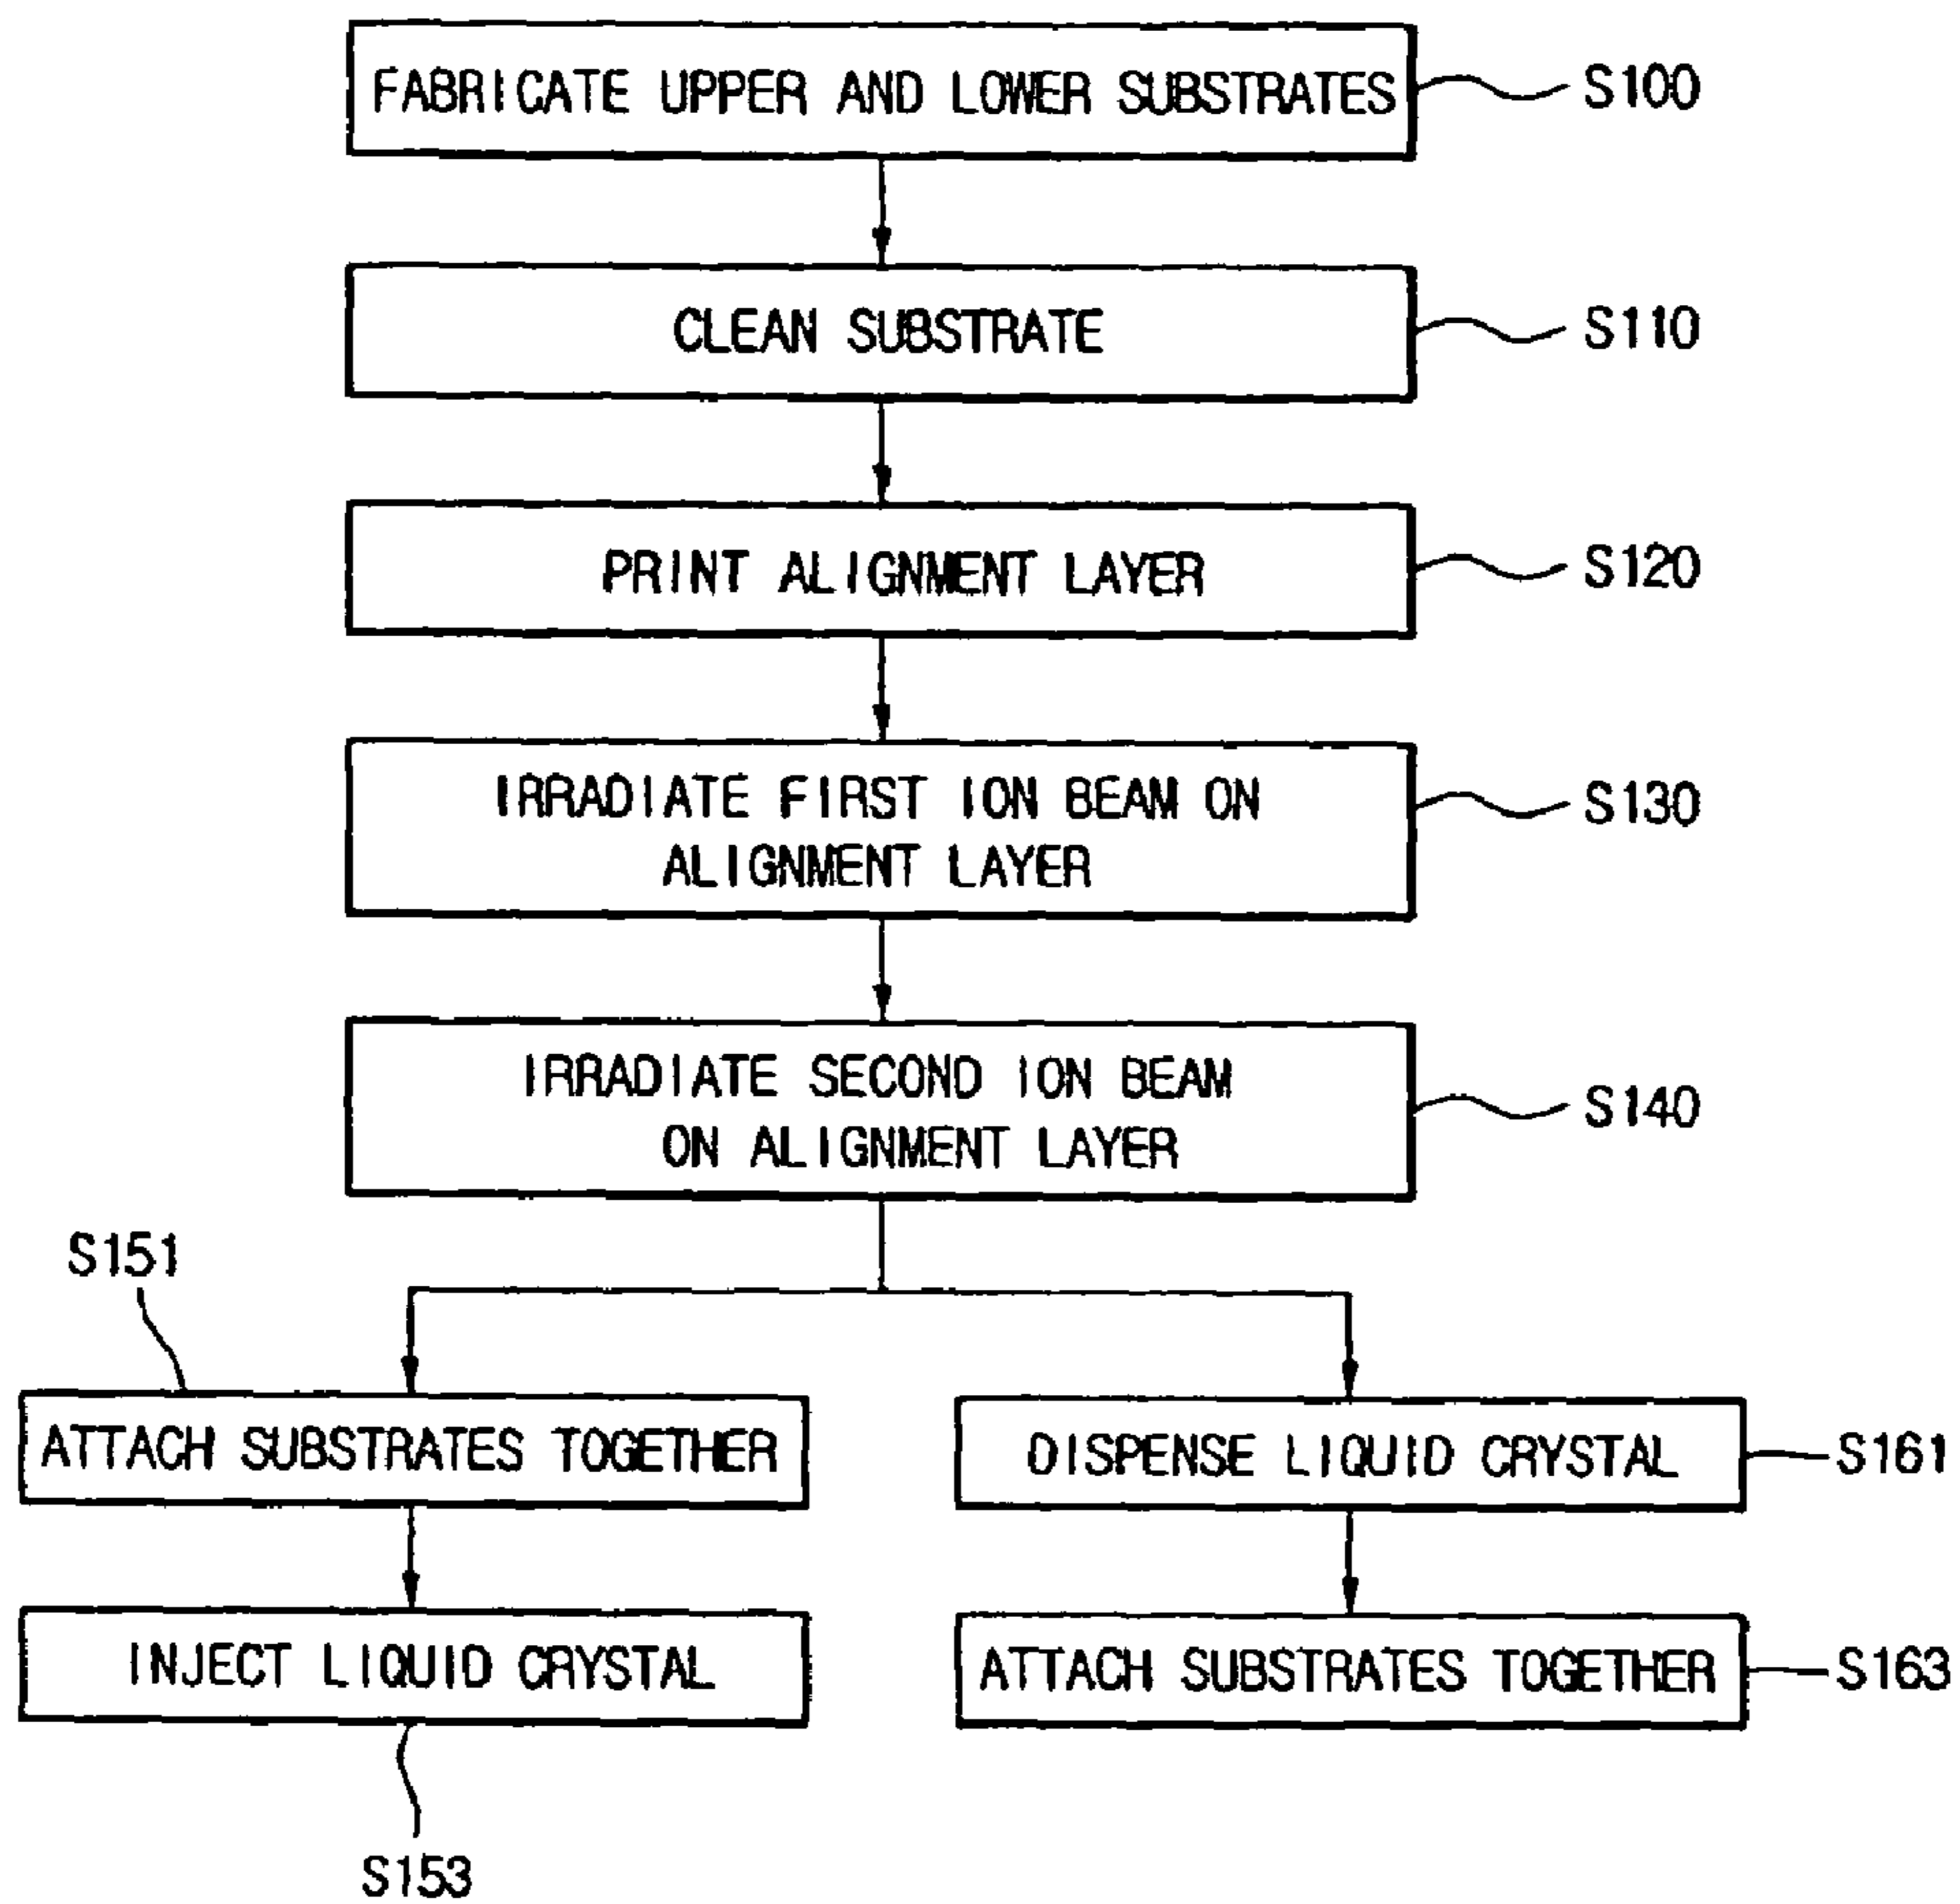 FABRICATE UPPER AND LOWER SUBSTRATES
S100
CLEAN SUBSTRATE
S110
PRINT ALIGNMENT LAYER
S120
IRRADIATE FIRST ION BEAM ON
ALIGNMENT LAYER
S130
IRRADIATE SECOND ION BEAM
ON ALIGNMENT LAYER
S140
S151
ATTACH SUBSTRATES TOGETHER
INJECT LIQUID CRYSTAL
S153
DISPENSE LIQUID CRYSTAL
S161
ATTACH SUBSTRATES TOGETHER
S163